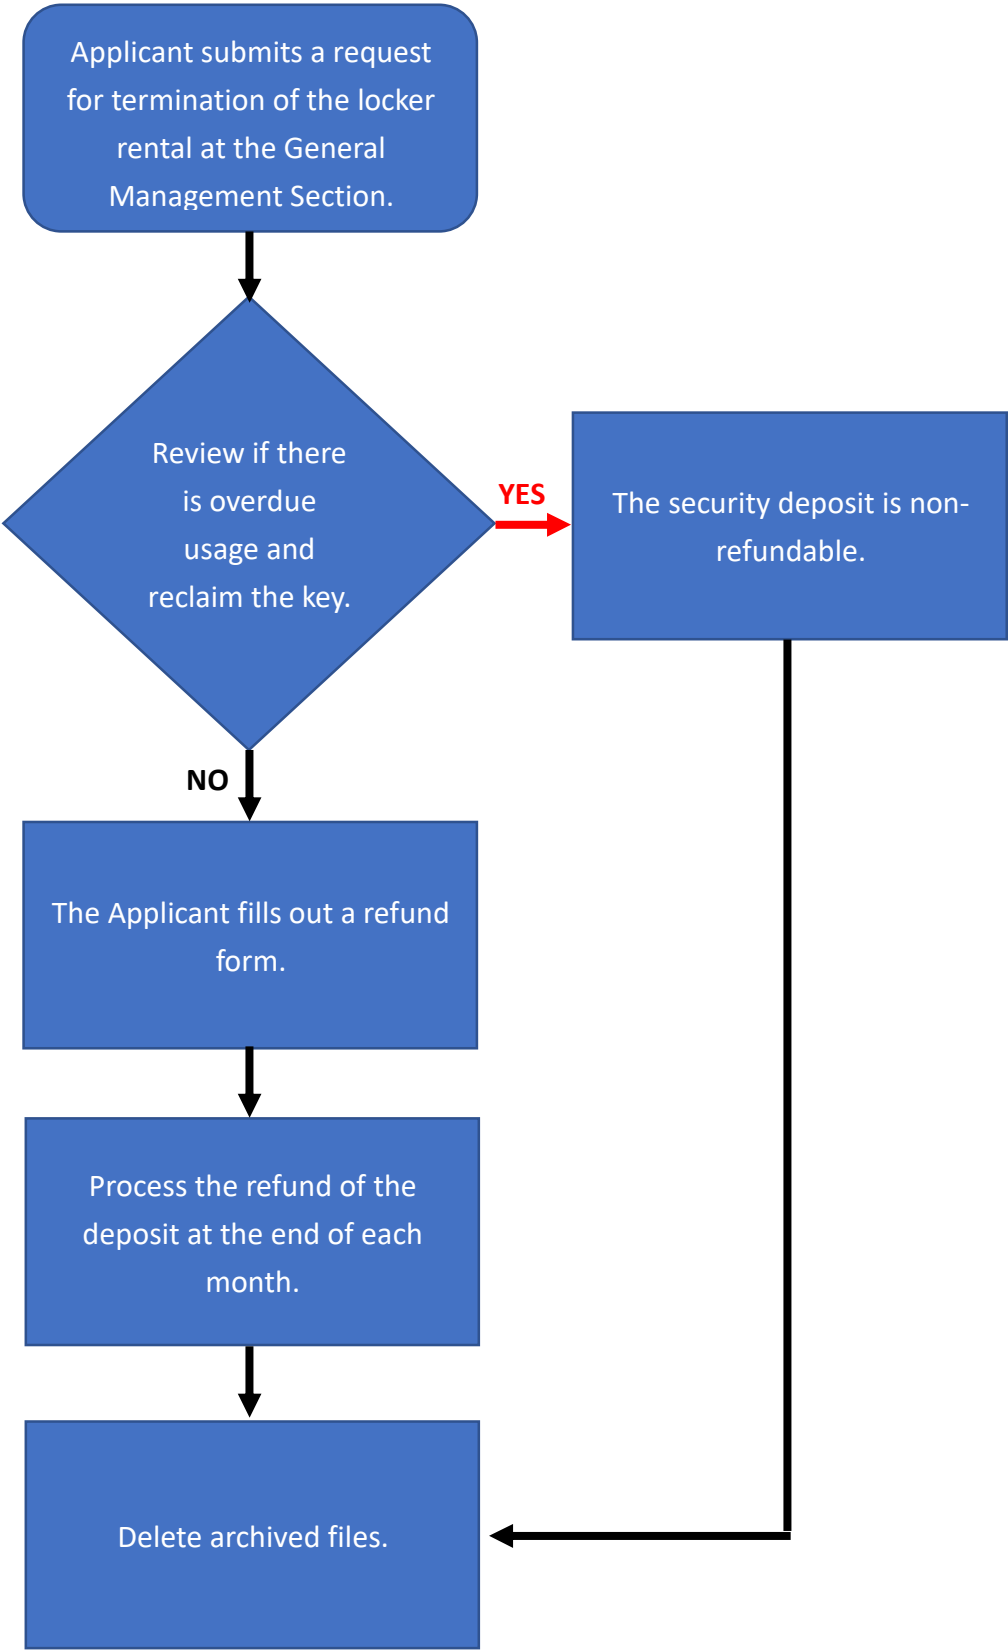 Applicant submits a request
for termination of the locker
rental at the General
Management Section.
Review if there
is overdue
usage and
reclaim the key.
YES
The security deposit is non-
refundable.
NO
The Applicant fills out a refund
form.
Process the refund of the
deposit at the end of each
month.
Delete archived files.